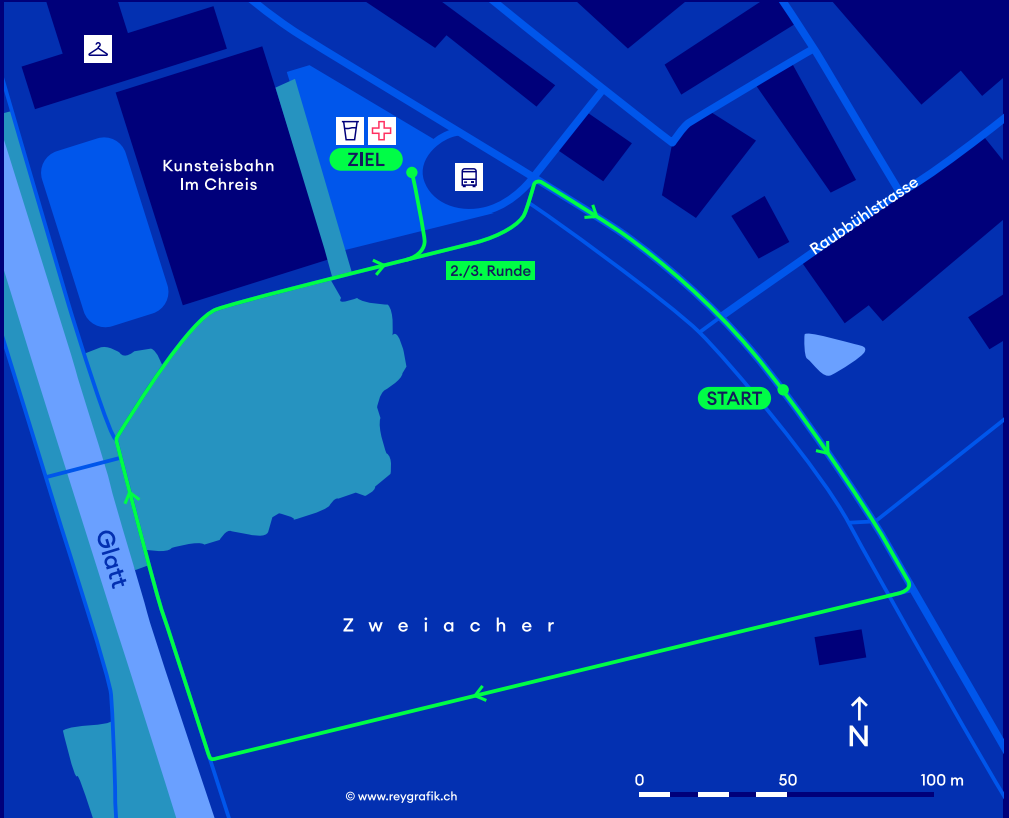 Kunsteisbahn
Im Chreis
ZIEL
2./3. Runde
Raubbühlstrasse
START
Glatt
Zweiacher
N
0 50 100 m
© www.reygrafik.ch